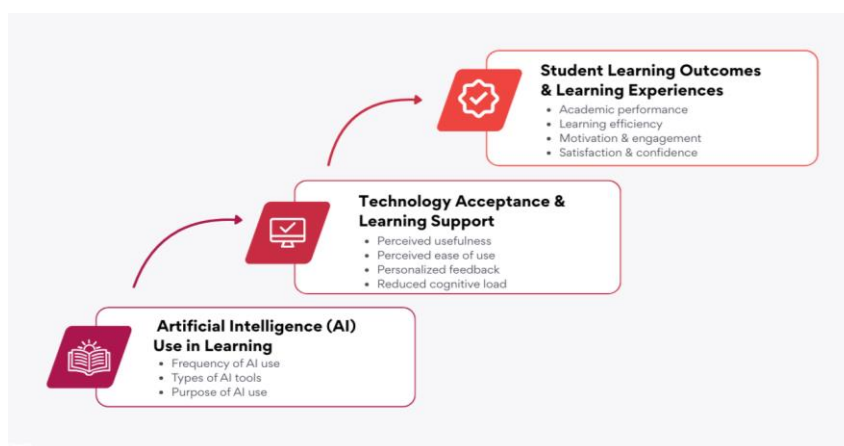 Student Learning Outcomes
& Learning Experiences
• Academic performance
• Learning efficiency
• Motivation & engagement
• Satisfaction & confidence
Technology Acceptance &
Learning Support
• Perceived usefulness
• Perceived ease of use
• Personalized feedback
• Reduced cognitive load
Artificial Intelligence (AI)
Use in Learning
• Frequency of AI use
• Types of AI tools
• Purpose of AI use